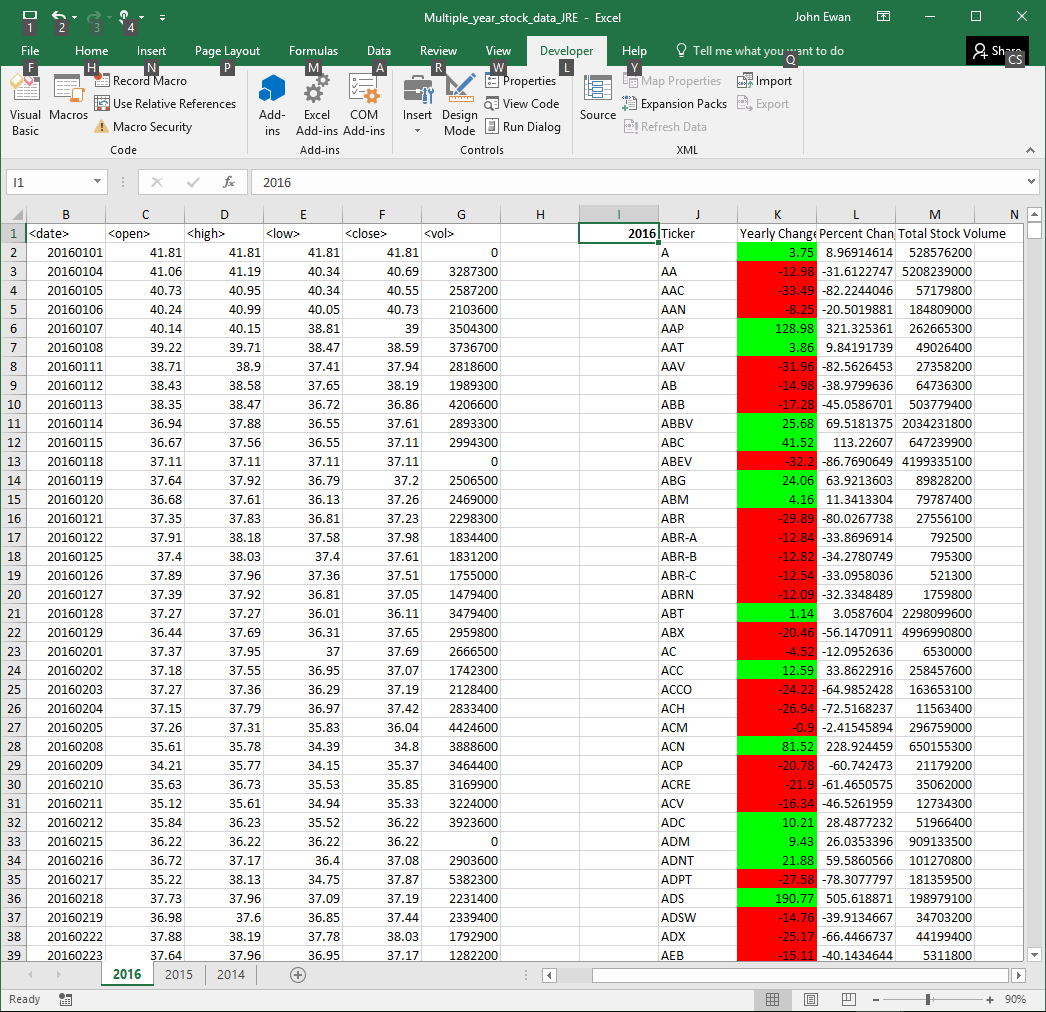 Multiple_year_stock_data_JRE - Excel John Ewan
1 2 3 4
File Home Insert Page Layout Formulas Data Review View Developer Help Tell me what you want to do Share
F H N P M A R W L Y Q CS
Visual Basic
Macros
Record Macro
Use Relative References
Macro Security
Code
Add-ins
Excel Add-ins
COM Add-ins
Add-ins
Insert
Design Mode
Properties
View Code
Run Dialog
Controls
Source
Map Properties
Expansion Packs
Refresh Data
Import
Export
XML
I1 fx 2016
B C D E F G H I J K L M N
1 <date> <open> <high> <low> <close> <vol> 2016 Ticker Yearly Change Percent Chan Total Stock Volume
2 20160101 41.81 41.81 41.81 41.81 0 A 3.75 8.96914614 528576200
3 20160104 41.06 41.19 40.34 40.69 3287300 AA -12.98 -31.6122747 5208239000
4 20160105 40.73 40.95 40.34 40.55 2587200 AAC -33.49 -82.2244046 57179800
5 20160106 40.24 40.99 40.05 40.73 2103600 AAN -8.25 -20.5019881 184809000
6 20160107 40.14 40.15 38.81 39 3504300 AAP 128.98 321.325361 262665300
7 20160108 39.22 39.71 38.47 38.59 3736700 AAT 3.86 9.84191739 49026400
8 20160111 38.71 38.9 37.41 37.94 2818600 AAV -31.96 -82.5626453 27358200
9 20160112 38.43 38.58 37.65 38.19 1989300 AB -14.98 -38.9799636 64736300
10 20160113 38.35 38.47 36.72 36.86 4206600 ABB -17.28 -45.0586701 503779400
11 20160114 36.94 37.88 36.55 37.61 2893300 ABBV 25.68 69.5181375 2034231800
12 20160115 36.67 37.56 36.55 37.11 2994300 ABC 41.52 113.22607 647239900
13 20160118 37.11 37.11 37.11 37.11 0 ABEV -32.2 -86.7690649 4199335100
14 20160119 37.64 37.92 36.79 37.2 2506500 ABG 24.06 63.9213603 89828200
15 20160120 36.68 37.61 36.13 37.26 2469000 ABM 4.16 11.3413304 79787400
16 20160121 37.35 37.83 36.81 37.23 2298300 ABR -29.89 -80.0267738 27556100
17 20160122 37.91 38.18 37.58 37.98 1834400 ABR-A -12.84 -33.8696914 792500
18 20160125 37.4 38.03 37.4 37.61 1831200 ABR-B -12.82 -34.2780749 795300
19 20160126 37.89 37.96 37.36 37.51 1755000 ABR-C -12.54 -33.0958036 521300
20 20160127 37.39 37.92 36.81 37.05 1479400 ABRN -12.09 -32.3348489 1759800
21 20160128 37.27 37.27 36.01 36.11 3479400 ABT 1.14 3.0587604 2298099600
22 20160129 36.44 37.69 36.31 37.65 2959800 ABX -20.46 -56.1470911 4996990800
23 20160201 37.37 37.95 37 37.69 2666500 AC -4.52 -12.0952636 6530000
24 20160202 37.18 37.55 36.95 37.07 1742300 ACC 12.59 33.8622916 258457600
25 20160203 37.27 37.36 36.29 37.19 2128400 ACCO -24.22 -64.9852428 163653100
26 20160204 37.15 37.79 36.97 37.42 2833400 ACH -26.94 -72.5168237 11563400
27 20160205 37.26 37.31 35.83 36.04 4424600 ACM -0.9 -2.41545894 296759000
28 20160208 35.61 35.78 34.39 34.8 3888600 ACN 81.52 228.924459 650155300
29 20160209 34.21 35.77 34.15 35.37 3464400 ACP -20.78 -60.742473 21179200
30 20160210 35.63 36.73 35.53 35.85 3169900 ACRE -21.9 -61.4650575 35062000
31 20160211 35.12 35.61 34.94 35.33 3224000 ACV -16.34 -46.5261959 12734300
32 20160212 35.84 36.23 35.52 36.22 3923600 ADC 10.21 28.4877232 51966400
33 20160215 36.22 36.22 36.22 36.22 0 ADM 9.43 26.0353396 909133500
34 20160216 36.72 37.17 36.4 37.08 2903600 ADNT 21.88 59.5860566 101270800
35 20160217 35.22 38.13 34.75 37.87 5382300 ADPT -27.58 -78.3077797 181359500
36 20160218 37.73 37.96 37.09 37.19 2231400 ADS 190.77 505.618871 198979100
37 20160219 36.98 37.6 36.85 37.44 2339400 ADSW -14.76 -39.9134667 34703200
38 20160222 37.88 38.19 37.78 38.03 1792900 ADX -25.17 -66.4466737 44199400
39 20160223 37.64 37.96 36.95 37.17 1282200 AEB -15.11 -40.1434644 5311800
2016 2015 2014
Ready 90%